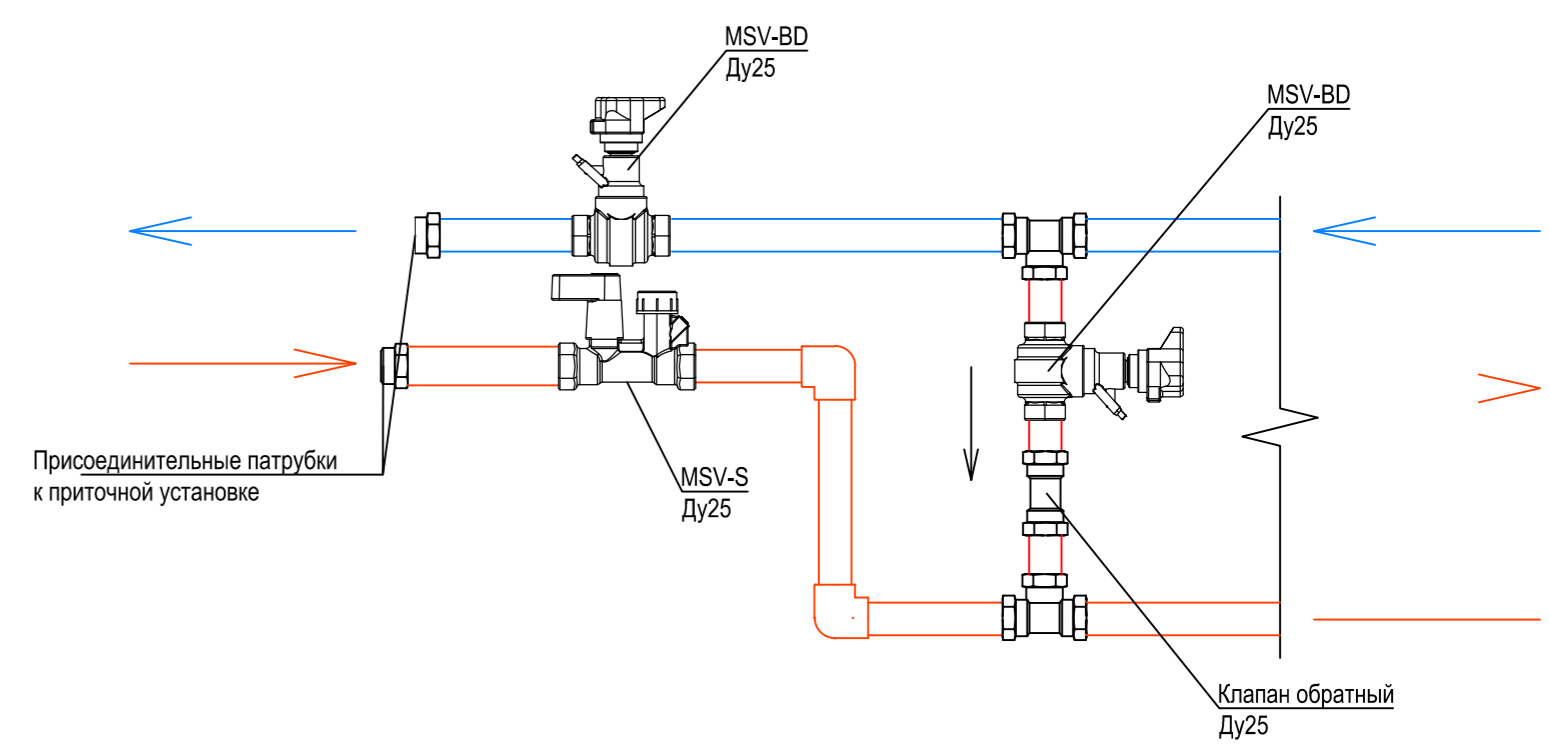 MSV-BD
Ду25
MSV-BD
Ду25
Присоединительные патрубки
к приточной установке
MSV-S
Ду25
Клапан обратный
Ду25